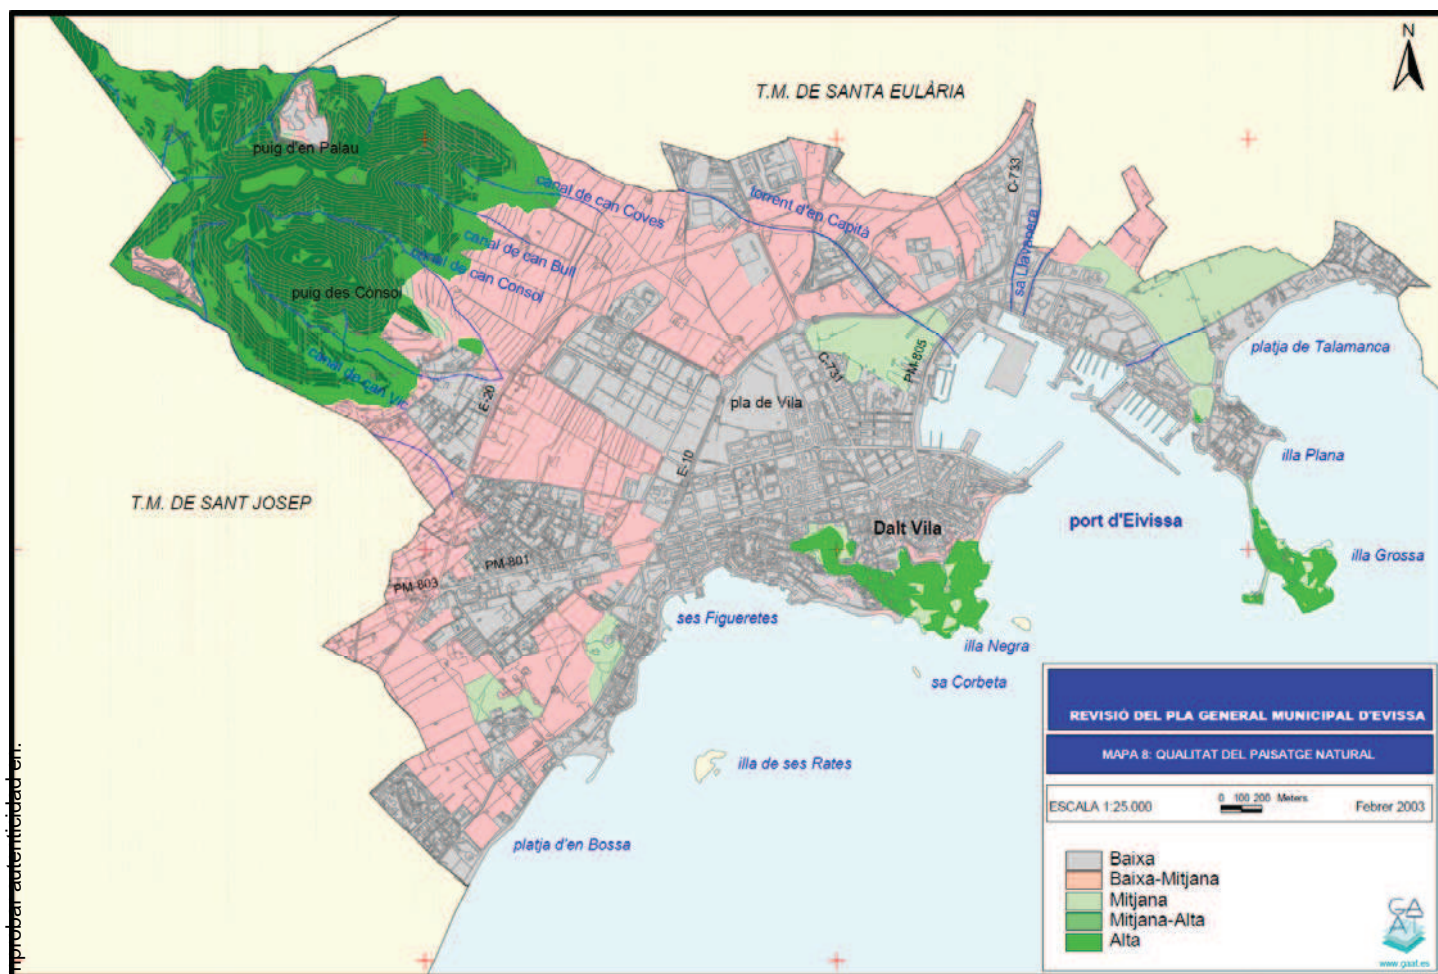 N
T.M. DE SANTA EULÀRIA
puig d'en Palau
C-733
canal de can Coves
torrent d'en Capità
sa Llavanera
canal de can Bull
canal de can Consol
puig des Cònsol
platja de Talamanca
PM-805
C-731
canal de can Vic
E-20
pla de Vila
E-10
illa Plana
T.M. DE SANT JOSEP
Dalt Vila
port d'Eivissa
illa Grossa
PM-801
PM-803
ses Figueretes
illa Negra
sa Corbeta
illa de ses Rates
platja d'en Bossa
REVISIÓ DEL PLA GENERAL MUNICIPAL D'EVISSA
MAPA 8: QUALITAT DEL PAISATGE NATURAL
ESCALA 1:25.000
0 100 200 Meters
Febrer 2003
Baixa
Baixa-Mitjana
Mitjana
Mitjana-Alta
Alta
www.gaat.es
autenticidad en: